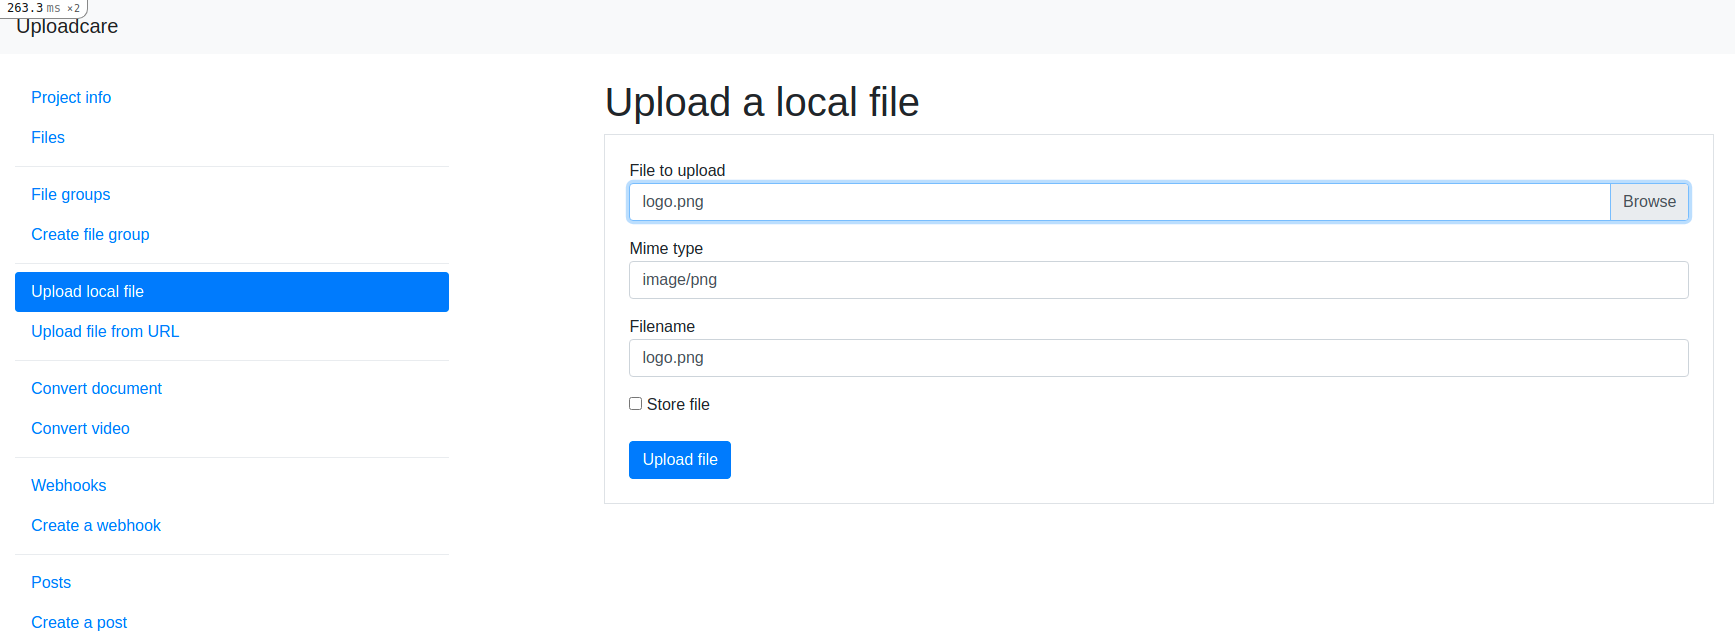 263.3 ms ×2
Uploadcare
Project info
Files
File groups
Create file group
Upload local file
Upload file from URL
Convert document
Convert video
Webhooks
Create a webhook
Posts
Create a post
Upload a local file
File to upload
logo.png Browse
Mime type
image/png
Filename
logo.png
Store file
Upload file